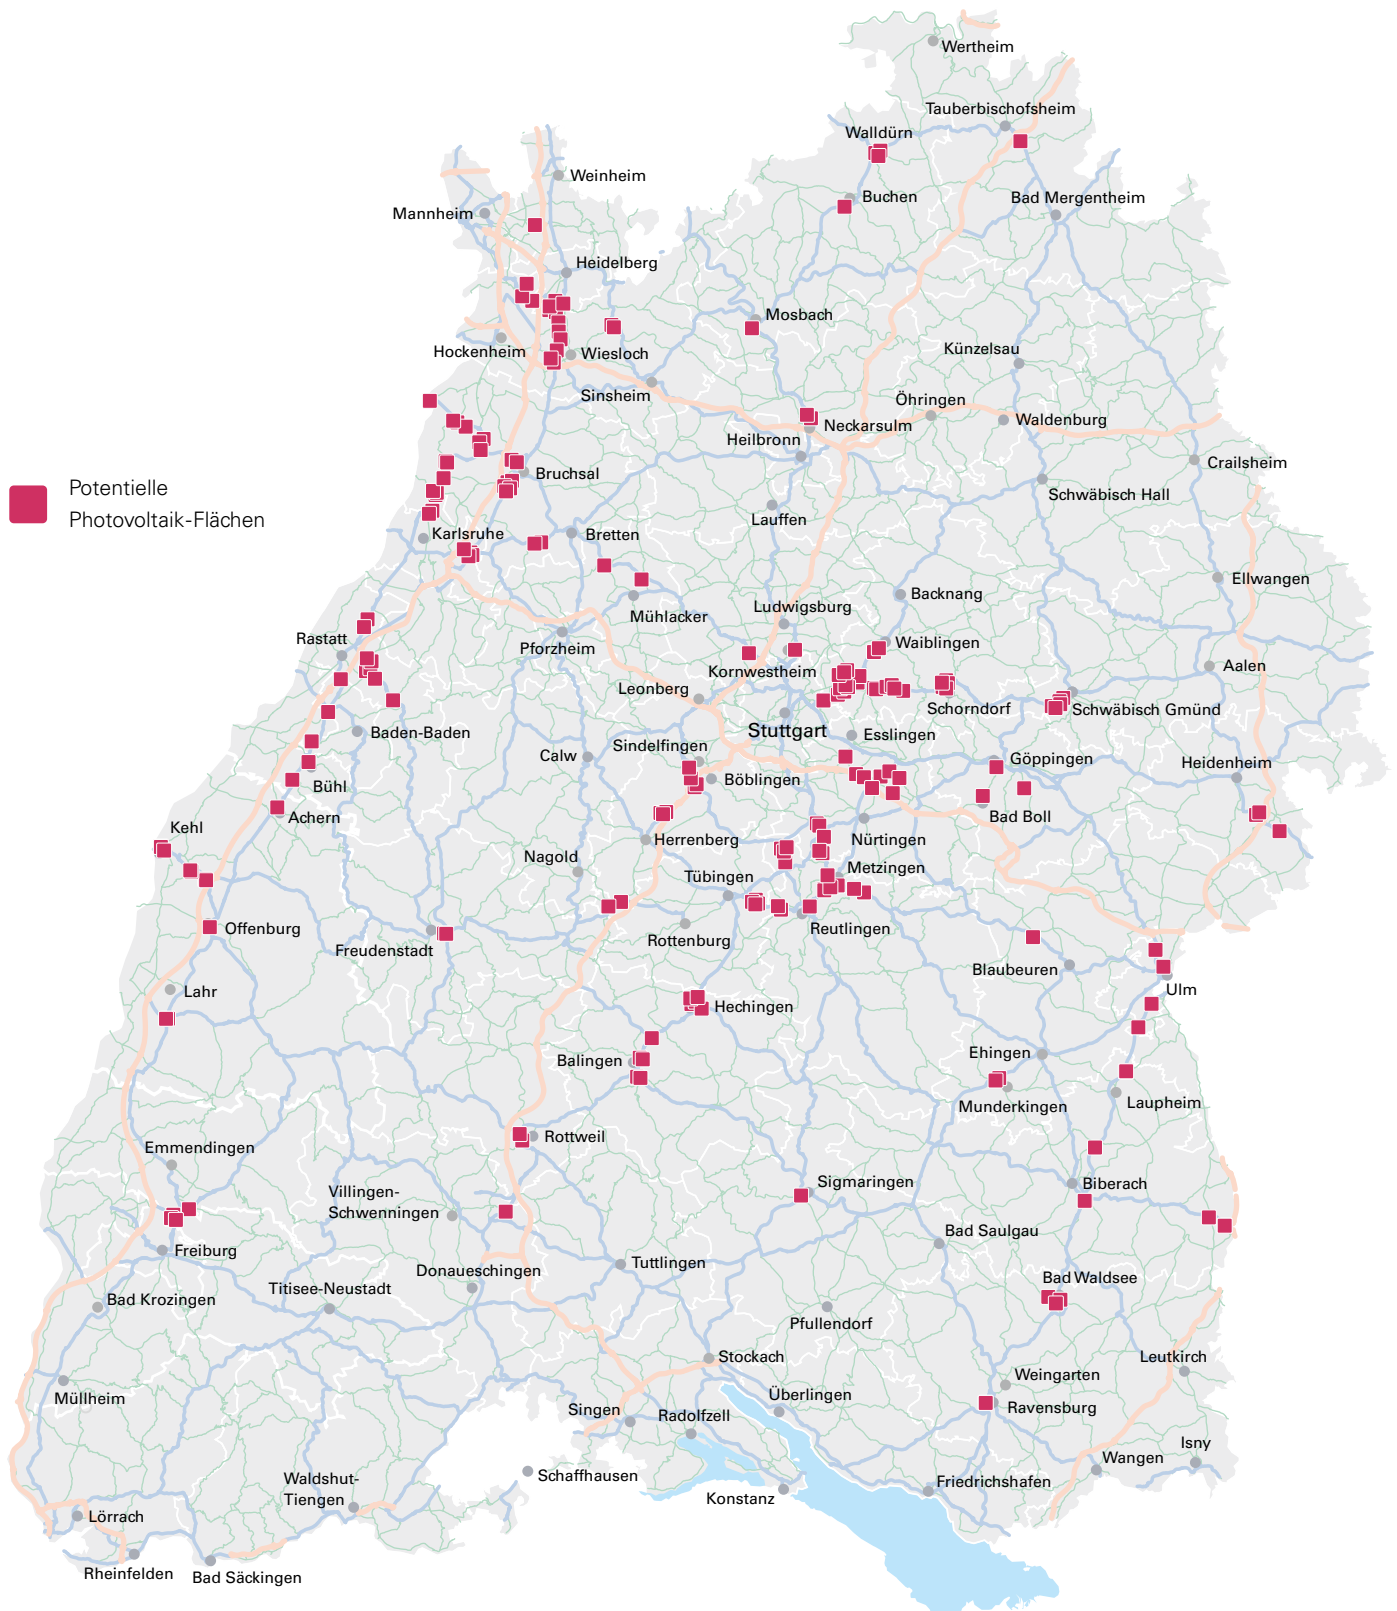 Wertheim
Tauberbischofsheim
Walldürn
Weinheim
Buchen
Bad Mergentheim
Mannheim
Heidelberg
Mosbach
Hockenheim
Wiesloch
Künzelsau
Sinsheim
Öhringen
Neckarsulm
Waldenburg
Heilbronn
Crailsheim
Bruchsal
Potentielle
Photovoltaik-Flächen
Schwäbisch Hall
Lauffen
Karlsruhe
Bretten
Ellwangen
Backnang
Ludwigsburg
Mühlacker
Rastatt
Pforzheim
Waiblingen
Aalen
Kornwestheim
Leonberg
Schorndorf
Schwäbisch Gmünd
Baden-Baden
Stuttgart
Esslingen
Sindelfingen
Calw
Göppingen
Heidenheim
Böblingen
Bühl
Bad Boll
Achern
Kehl
Herrenberg
Nürtingen
Nagold
Metzingen
Tübingen
Offenburg
Reutlingen
Rottenburg
Freudenstadt
Blaubeuren
Lahr
Ulm
Hechingen
Ehingen
Balingen
Laupheim
Munderkingen
Rottweil
Emmendingen
Sigmaringen
Biberach
Villingen-
Schwenningen
Bad Saulgau
Freiburg
Tuttlingen
Donaueschingen
Bad Waldsee
Titisee-Neustadt
Bad Krozingen
Pfullendorf
Stockach
Leutkirch
Weingarten
Müllheim
Überlingen
Ravensburg
Singen
Radolfzell
Isny
Wangen
Schaffhausen
Waldshut-
Tiengen
Friedrichshafen
Konstanz
Lörrach
Rheinfelden
Bad Säckingen